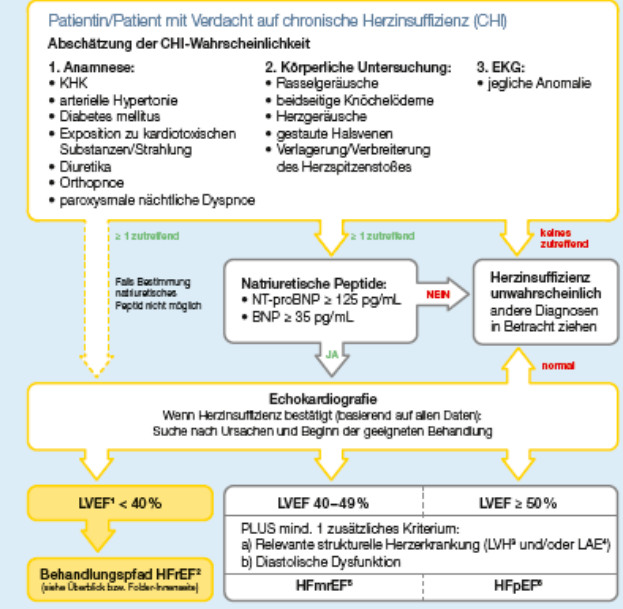 Patientin/Patient mit Verdacht auf chronische Herzinsuffizienz (CHI)
Abschätzung der CHI-Wahrscheinlichkeit
1. Anamnese:
• KHK
• arterielle Hypertonie
• Diabetes mellitus
• Exposition zu kardiotoxischen
Substanzen/Strahlung
• Diuretika
• Orthopnoe
• paroxysmale nächtliche Dyspnoe
2. Körperliche Untersuchung:
• Rasselgeräusche
• beidseitige Knöchelödeme
• Herzgeräusche
• gestaute Halsvenen
• Verlagerung/Verbreiterung
des Herzspitzenstoßes
3. EKG:
• jegliche Anomalie
≥ 1 zutreffend
≥ 1 zutreffend
keines
zutreffend
Falls Bestimmung
natriuretisches
Peptid nicht möglich
Natriuretische Peptide:
• NT-proBNP ≥ 125 pg/mL
• BNP ≥ 35 pg/mL
NEIN
Herzinsuffizienz
unwahrscheinlich
andere Diagnosen
in Betracht ziehen
JA
normal
Echokardiografie
Wenn Herzinsuffizienz bestätigt (basierend auf allen Daten):
Suche nach Ursachen und Beginn der geeigneten Behandlung
LVEF¹ < 40%
LVEF 40–49%
LVEF ≥ 50%
PLUS mind. 1 zusätzliches Kriterium:
a) Relevante strukturelle Herzerkrankung (LVH³ und/oder LAE⁴)
b) Diastolische Dysfunktion
Behandlungspfad HFrEF²
(siehe Überblick bzw. Folder-Innenseite)
HFmrEF⁵
HFpEF⁶